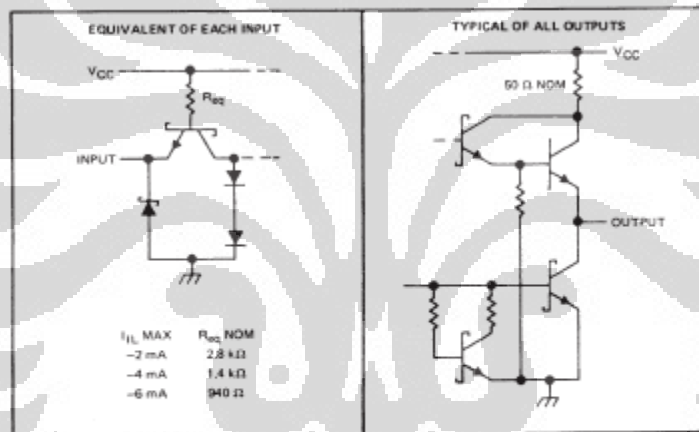 EQUIVALENT OF EACH INPUT
VCC
Req
INPUT
IIL MAX Req NOM
-2 mA 2.8 kΩ
-4 mA 1.4 kΩ
-6 mA 940 Ω
TYPICAL OF ALL OUTPUTS
VCC
50 Ω NOM
OUTPUT